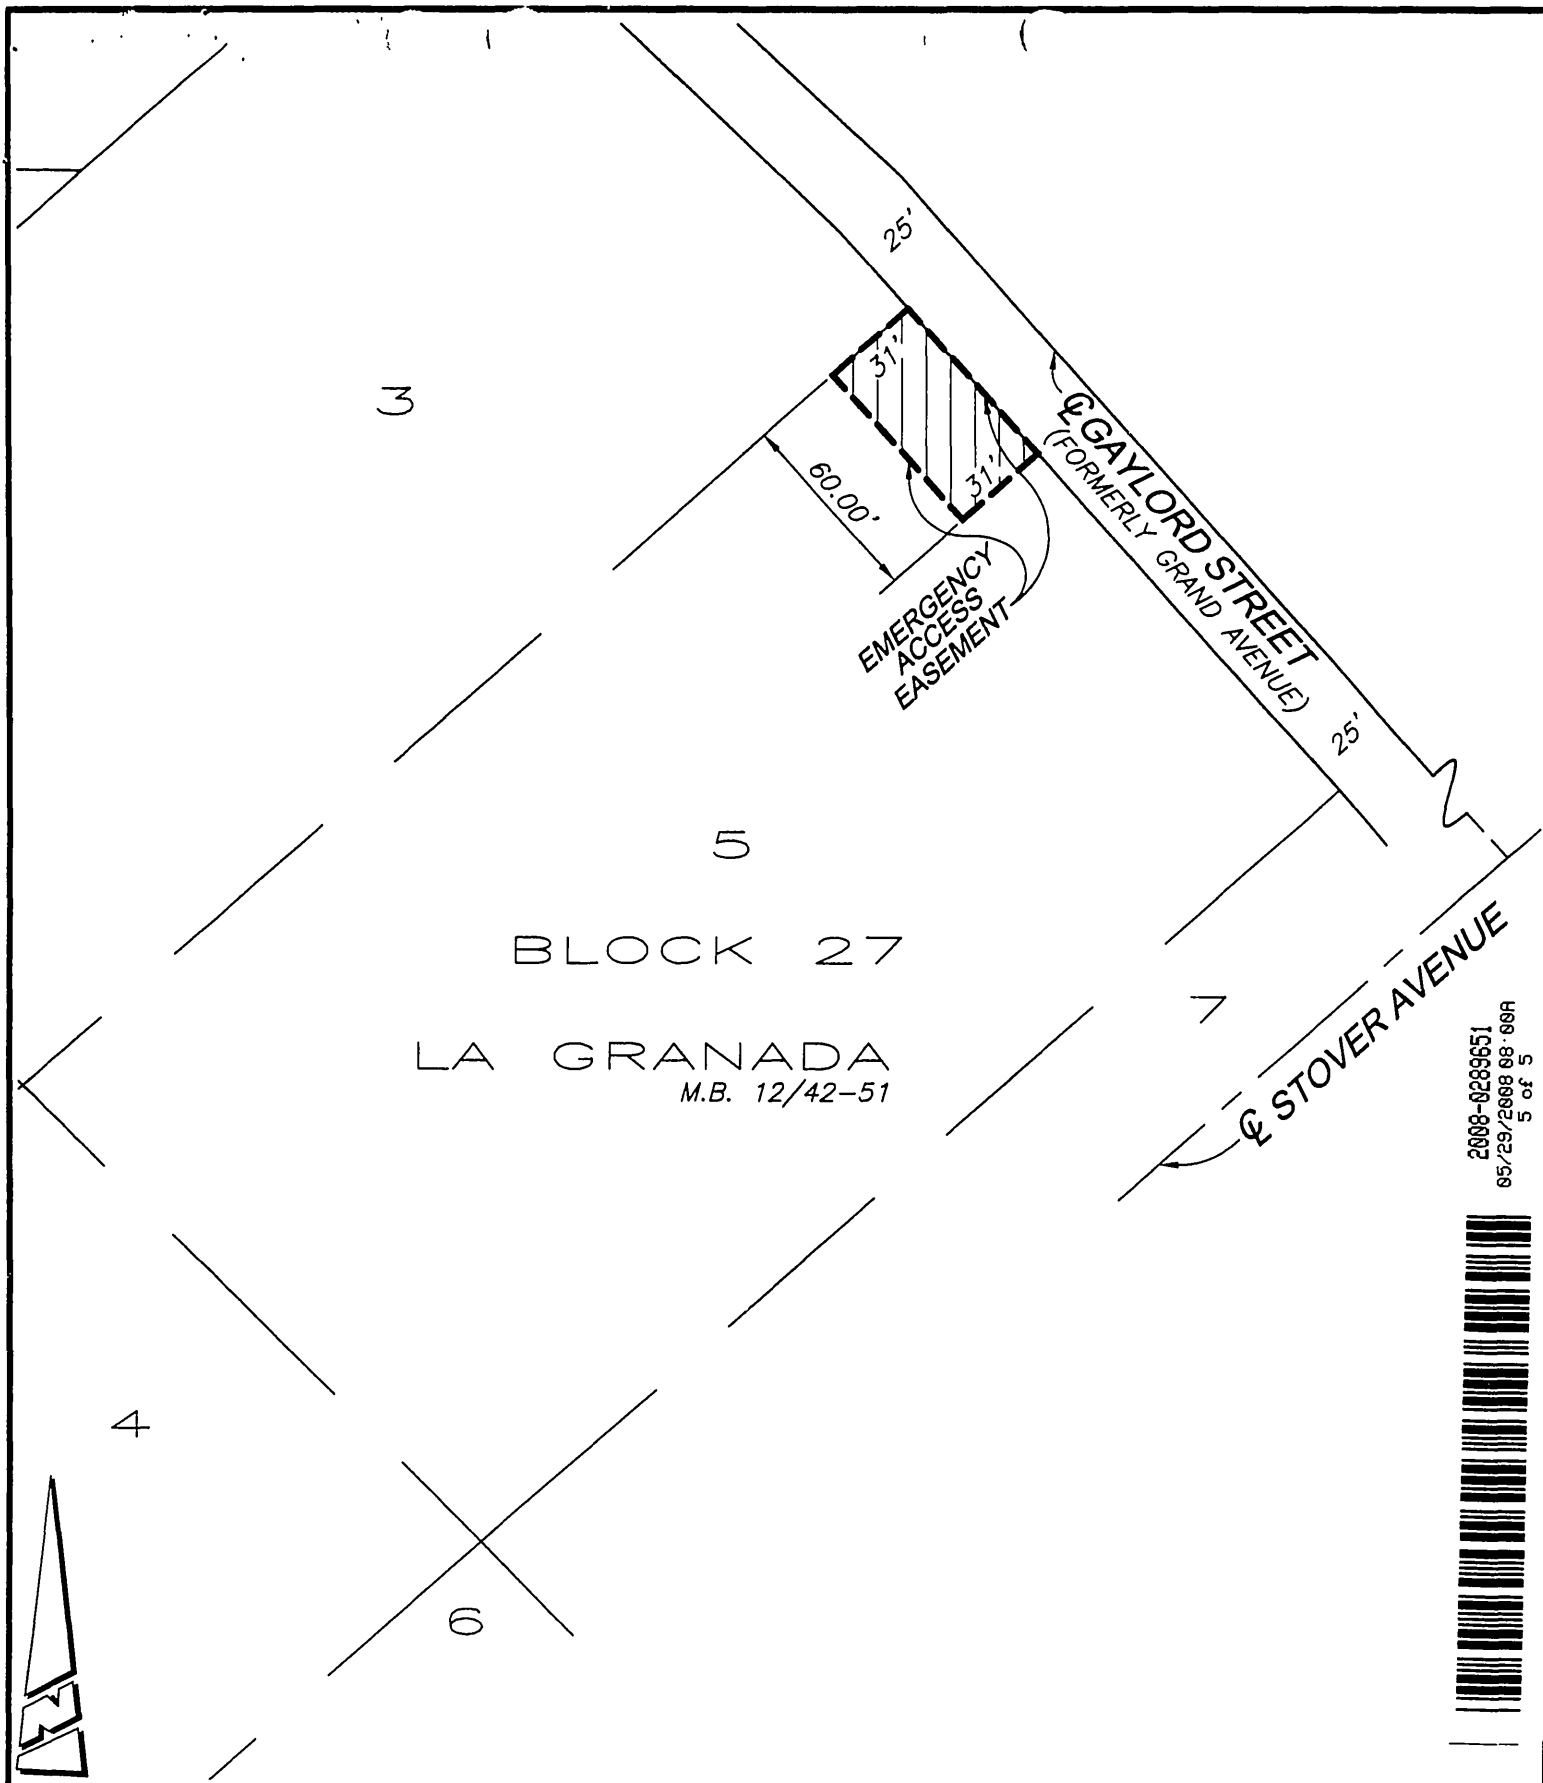 25'
3
31'
31'
60.00'
℄ GAYLORD STREET
(FORMERLY GRAND AVENUE)
EMERGENCY
ACCESS
EASEMENT
25'
5
BLOCK 27
LA GRANADA
M.B. 12/42-51
7
℄ STOVER AVENUE
2008-0289651
05/29/2008 08:00A
5 of 5
4
6
N